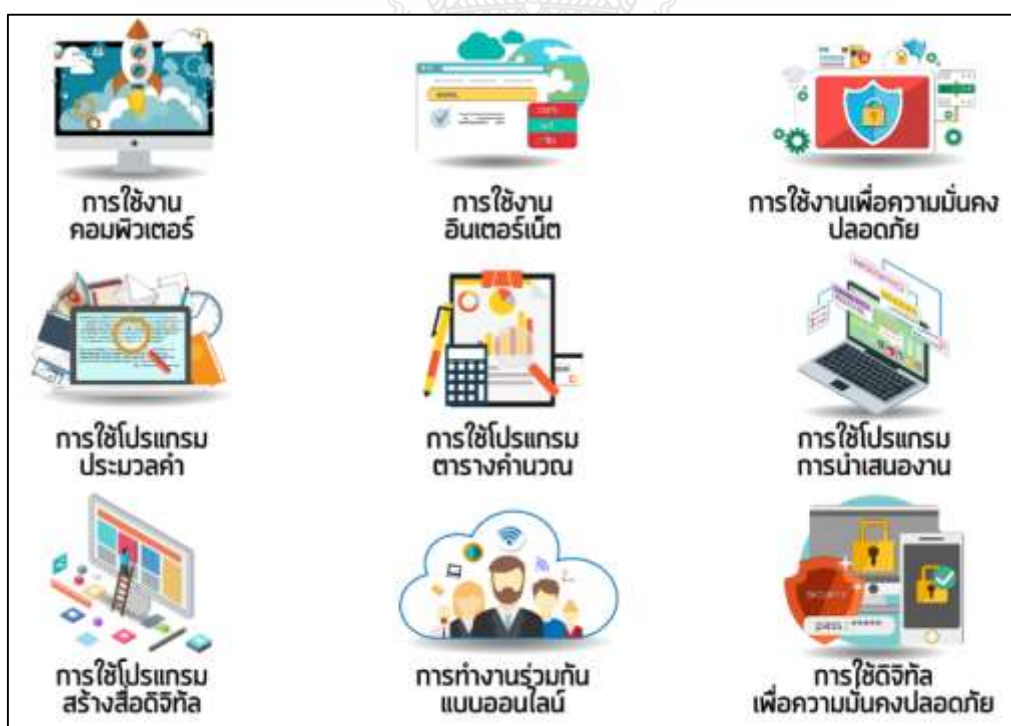 การใช้งาน
คอมพิวเตอร์
การใช้งาน
อินเตอร์เน็ต
การใช้งานเพื่อความมั่นคง
ปลอดภัย
การใช้โปรแกรม
ประมวลคำ
การใช้โปรแกรม
ตารางคำนวณ
การใช้โปรแกรม
การนำเสนองาน
การใช้โปรแกรม
สร้างสื่อดิจิทัล
การทำงานร่วมกัน
แบบออนไลน์
SECURITY
pass : *****
การใช้ดิจิทัล
เพื่อความมั่นคงปลอดภัย